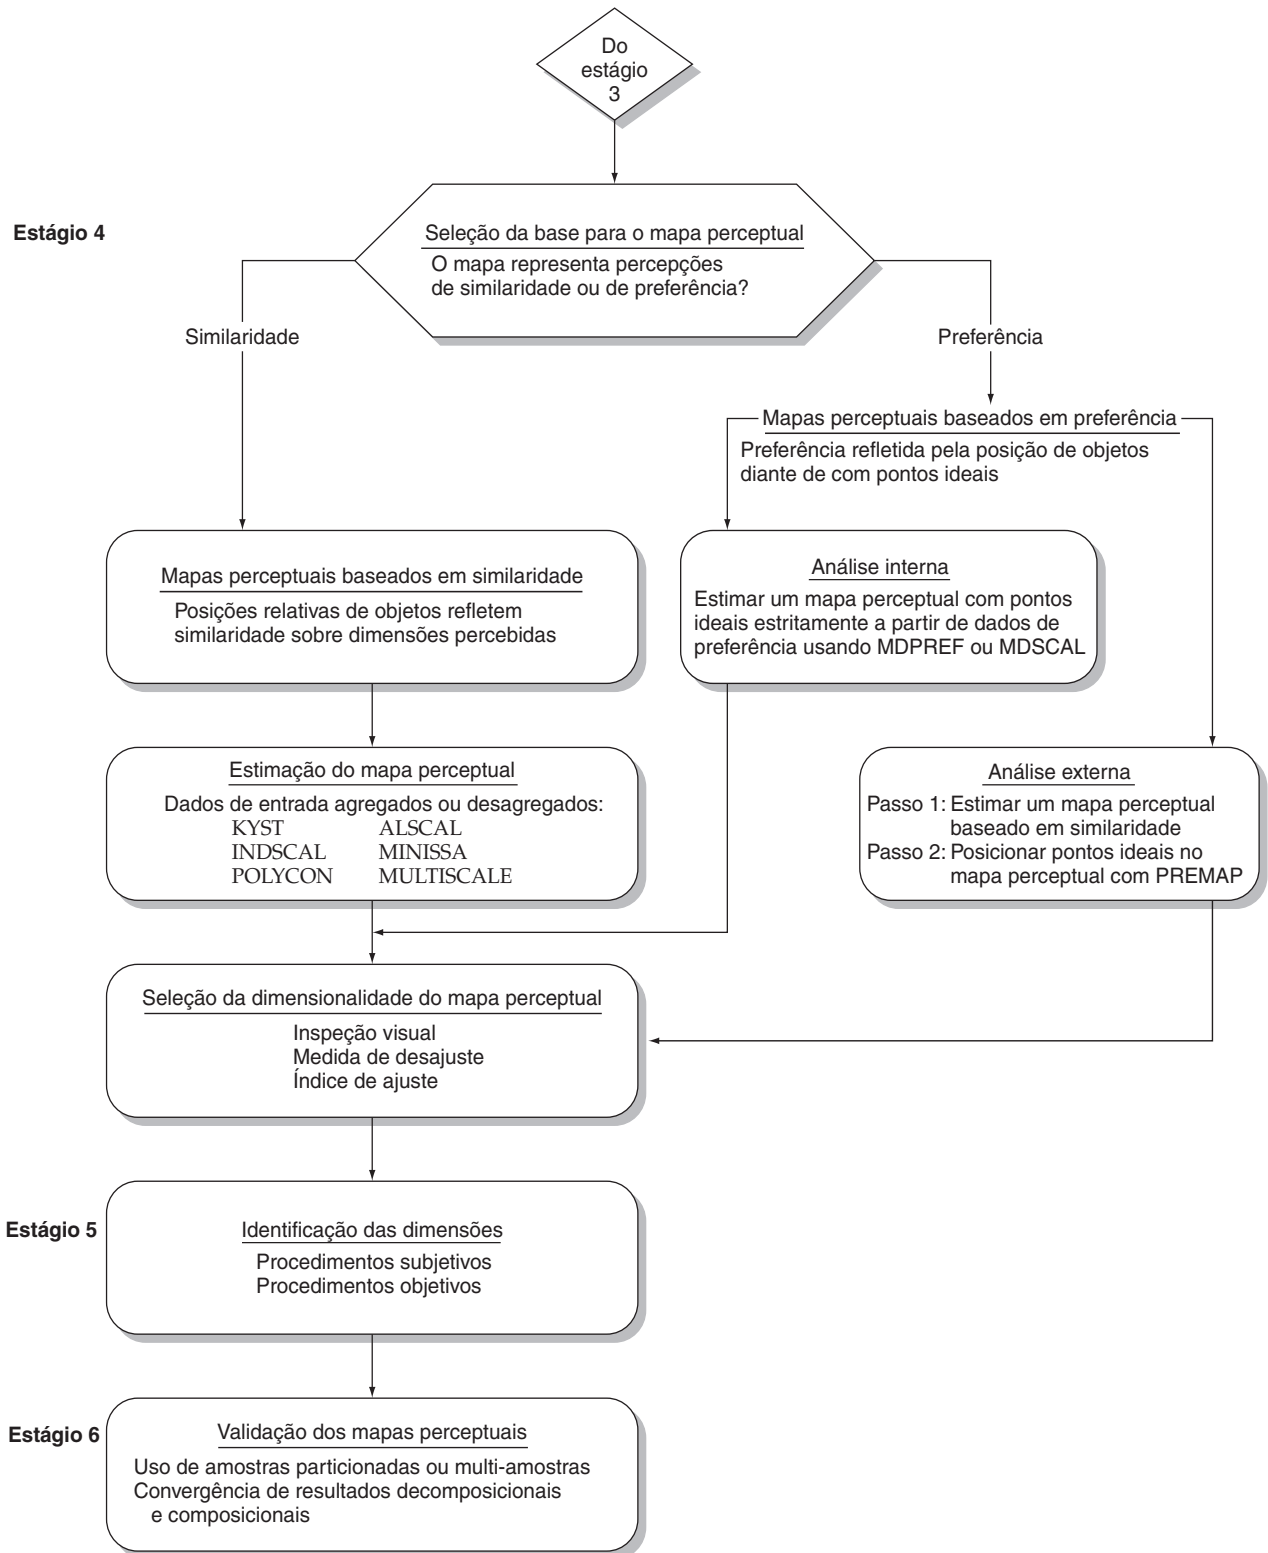 Do
estágio
3
Estágio 4
Seleção da base para o mapa perceptual
O mapa representa percepções
de similaridade ou de preferência?
Similaridade
Preferência
Mapas perceptuais baseados em preferência
Preferência refletida pela posição de objetos
diante de com pontos ideais
Mapas perceptuais baseados em similaridade
Posições relativas de objetos refletem
similaridade sobre dimensões percebidas
Análise interna
Estimar um mapa perceptual com pontos
ideais estritamente a partir de dados de
preferência usando MDPREF ou MDSCAL
Estimação do mapa perceptual
Dados de entrada agregados ou desagregados:
KYST ALSCAL
INDSCAL MINISSA
POLYCON MULTISCALE
Análise externa
Passo 1: Estimar um mapa perceptual
baseado em similaridade
Passo 2: Posicionar pontos ideais no
mapa perceptual com PREMAP
Seleção da dimensionalidade do mapa perceptual
Inspeção visual
Medida de desajuste
Índice de ajuste
Estágio 5
Identificação das dimensões
Procedimentos subjetivos
Procedimentos objetivos
Estágio 6
Validação dos mapas perceptuais
Uso de amostras particionadas ou multi-amostras
Convergência de resultados decomposicionais
e composicionais